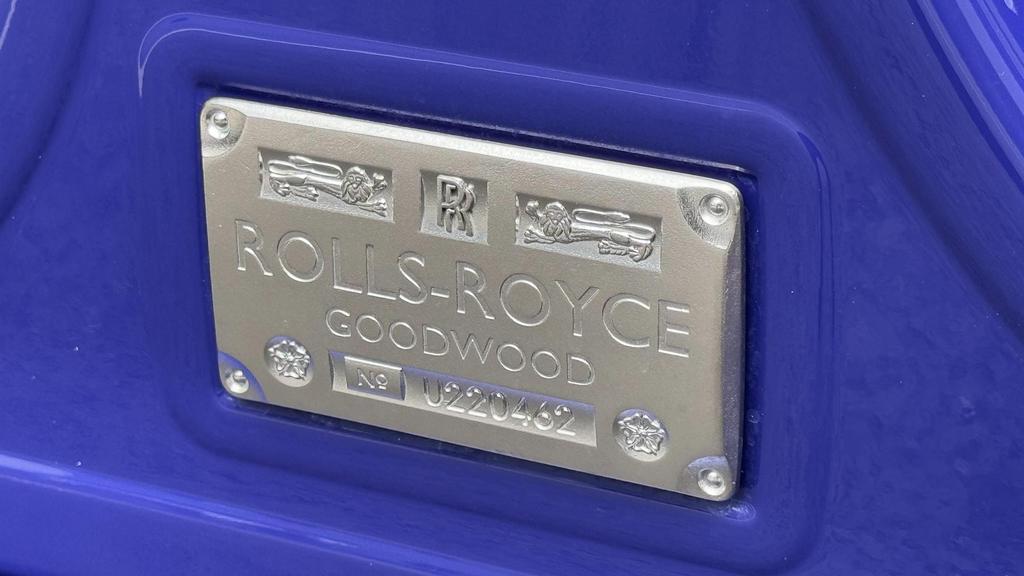 RR
ROLLS-ROYCE
GOODWOOD
Nº U220462